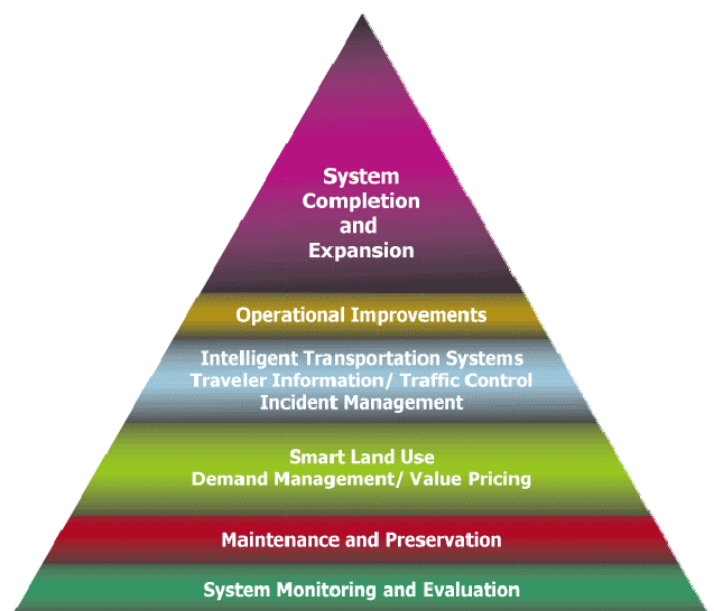 System
Completion
and
Expansion
Operational Improvements
Intelligent Transportation Systems
Traveler Information/ Traffic Control
Incident Management
Smart Land Use
Demand Management/ Value Pricing
Maintenance and Preservation
System Monitoring and Evaluation